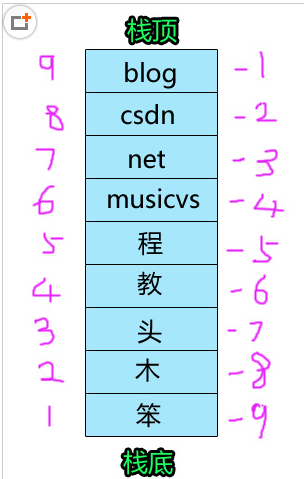 栈顶
9 blog -1
8 csdn -2
7 net -3
6 musicvs -4
5 程 -5
4 教 -6
3 头 -7
2 木 -8
1 笨 -9
栈底